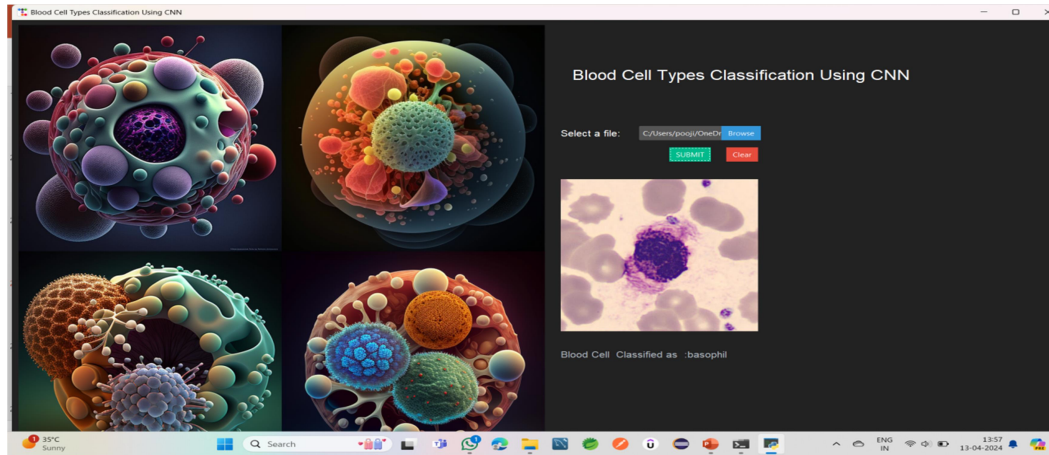 Blood Cell Types Classification Using CNN
Blood Cell Types Classification Using CNN
Select a file:
C:/Users/pooji/OneDr
Browse
SUBMIT
Clear
Blood Cell Classified as :basophil
1
35°C
Sunny
Search
ENG
IN
13:57
13-04-2024